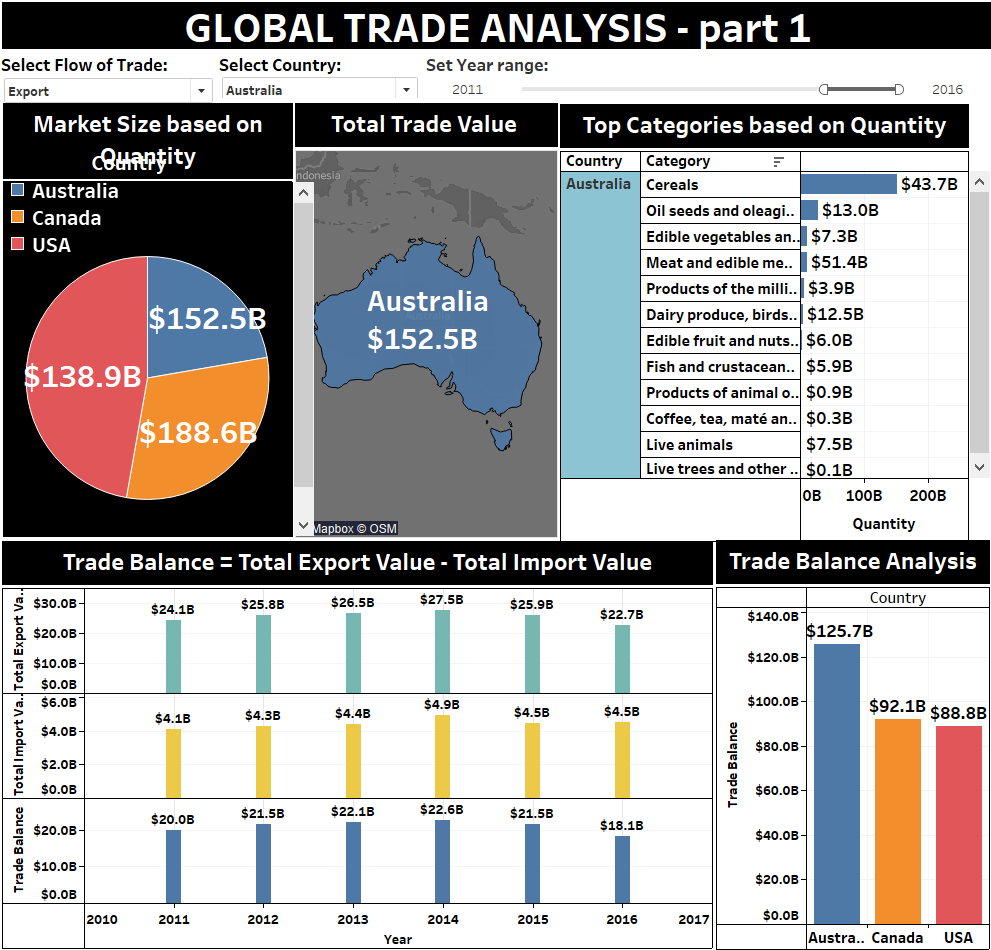 GLOBAL TRADE ANALYSIS - part 1
Select Flow of Trade:
Export
Select Country:
Australia
Set Year range:
2011
2016
Market Size based on
Quantity
Country
Australia
Canada
USA
$152.5B
$138.9B
$188.6B
Total Trade Value
ndonesia
Australia
$152.5B
Mapbox © OSM
Top Categories based on Quantity
Country
Category
Australia
Cereals
$43.7B
Oil seeds and oleagi..
$13.0B
Edible vegetables an..
$7.3B
Meat and edible me..
$51.4B
Products of the milli..
$3.9B
Dairy produce, birds..
$12.5B
Edible fruit and nuts..
$6.0B
Fish and crustacean..
$5.9B
Products of animal o..
$0.9B
Coffee, tea, maté an..
$0.3B
Live animals
$7.5B
Live trees and other ..
$0.1B
0B 100B 200B
Quantity
Trade Balance = Total Export Value - Total Import Value
Total Export Va..
$30.0B
$20.0B
$10.0B
$0.0B
$24.1B $25.8B $26.5B $27.5B $25.9B $22.7B
Total Import Va..
$6.0B
$4.0B
$2.0B
$0.0B
$4.1B $4.3B $4.4B $4.9B $4.5B $4.5B
Trade Balance
$20.0B
$10.0B
$0.0B
$20.0B $21.5B $22.1B $22.6B $21.5B $18.1B
2010 2011 2012 2013 2014 2015 2016 2017
Year
Trade Balance Analysis
Country
Trade Balance
$140.0B
$120.0B
$100.0B
$80.0B
$60.0B
$40.0B
$20.0B
$0.0B
$125.7B
$92.1B
$88.8B
Austra.. Canada USA